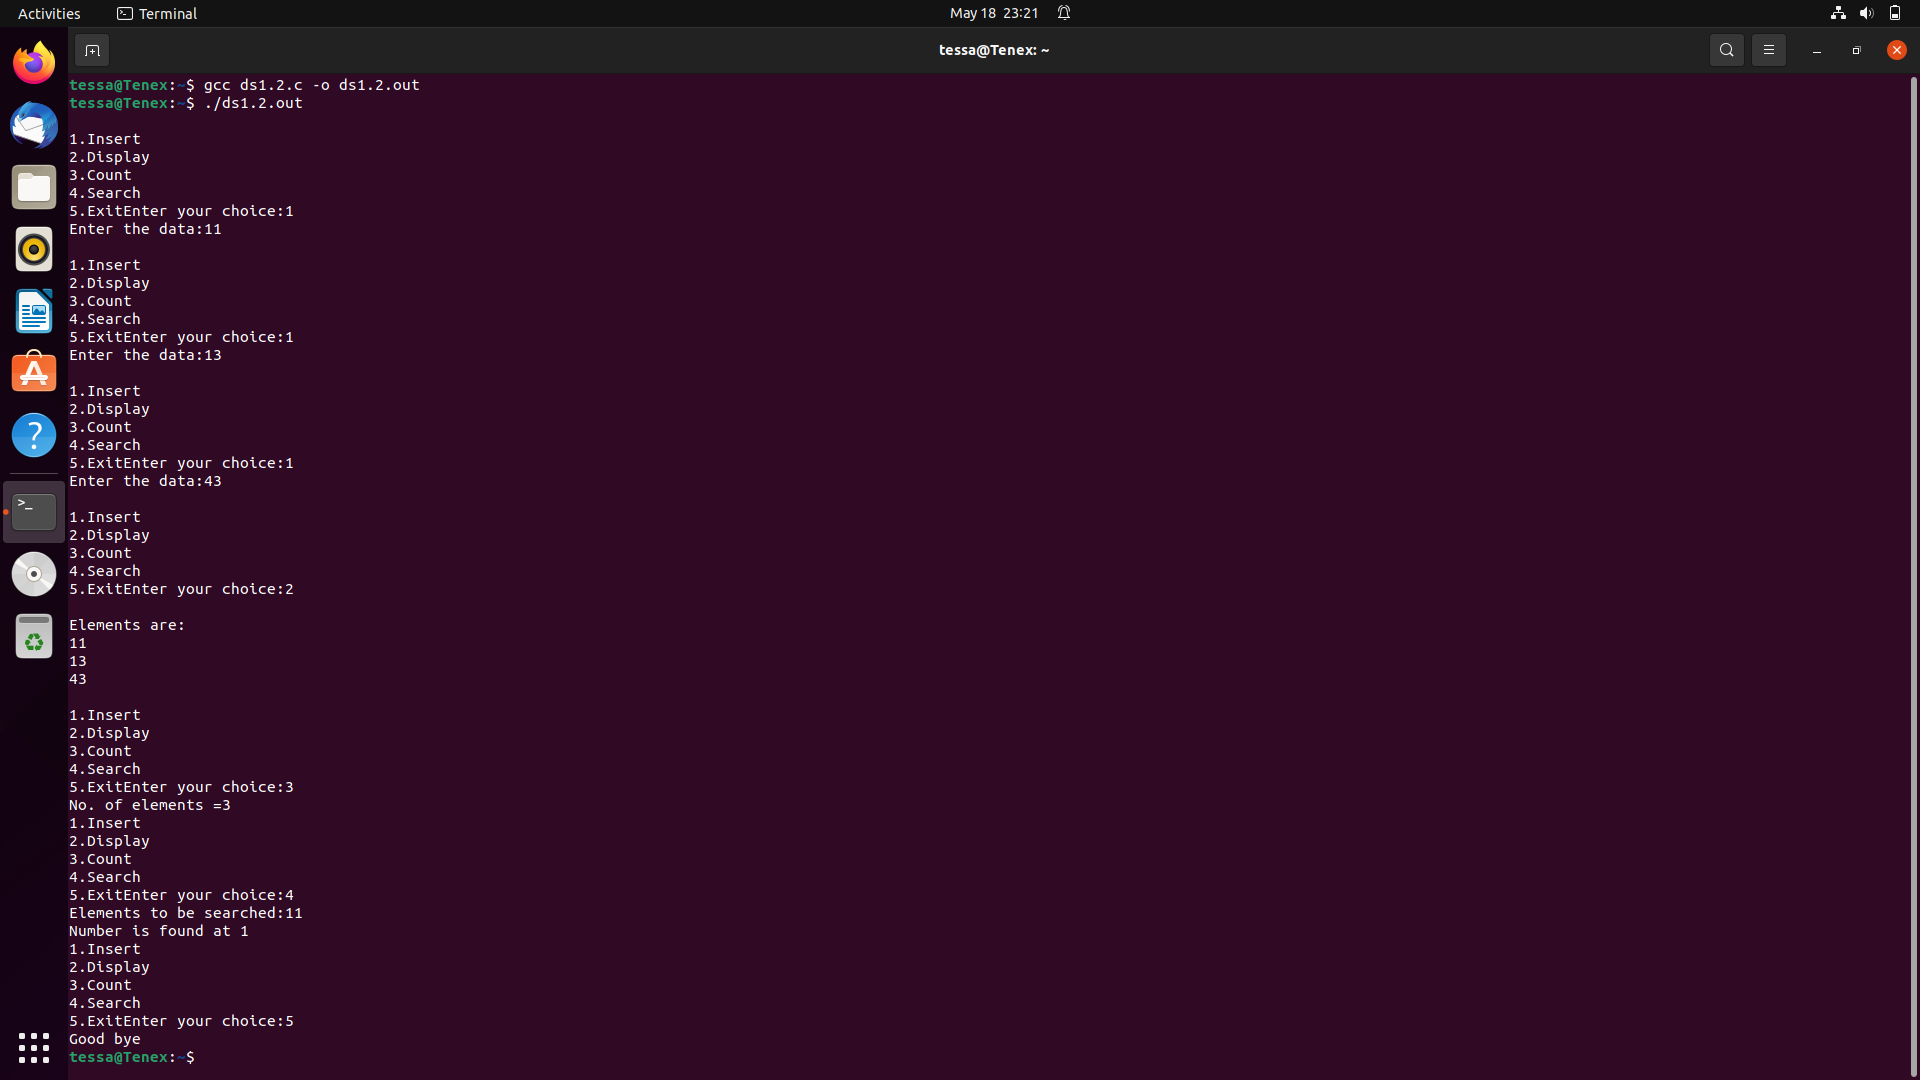 Activities Terminal May 18 23:21
tessa@Tenex: ~
tessa@Tenex:~$ gcc ds1.2.c -o ds1.2.out
tessa@Tenex:~$ ./ds1.2.out
1.Insert
2.Display
3.Count
4.Search
5.ExitEnter your choice:1
Enter the data:11
1.Insert
2.Display
3.Count
4.Search
5.ExitEnter your choice:1
Enter the data:13
1.Insert
2.Display
3.Count
4.Search
5.ExitEnter your choice:1
Enter the data:43
1.Insert
2.Display
3.Count
4.Search
5.ExitEnter your choice:2
Elements are:
11
13
43
1.Insert
2.Display
3.Count
4.Search
5.ExitEnter your choice:3
No. of elements =3
1.Insert
2.Display
3.Count
4.Search
5.ExitEnter your choice:4
Elements to be searched:11
Number is found at 1
1.Insert
2.Display
3.Count
4.Search
5.ExitEnter your choice:5
Good bye
tessa@Tenex:~$